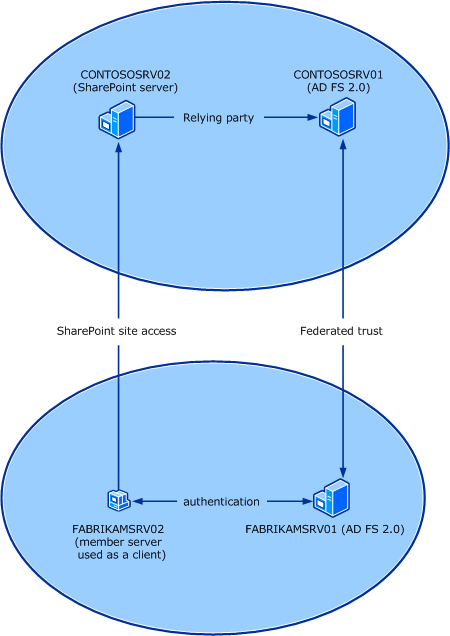 CONTOSOSRV02
(SharePoint server)
CONTOSOSRV01
(AD FS 2.0)
Relying party
SharePoint site access
Federated trust
authentication
FABRIKAMSRV02
(member server
used as a client)
FABRIKAMSRV01 (AD FS 2.0)